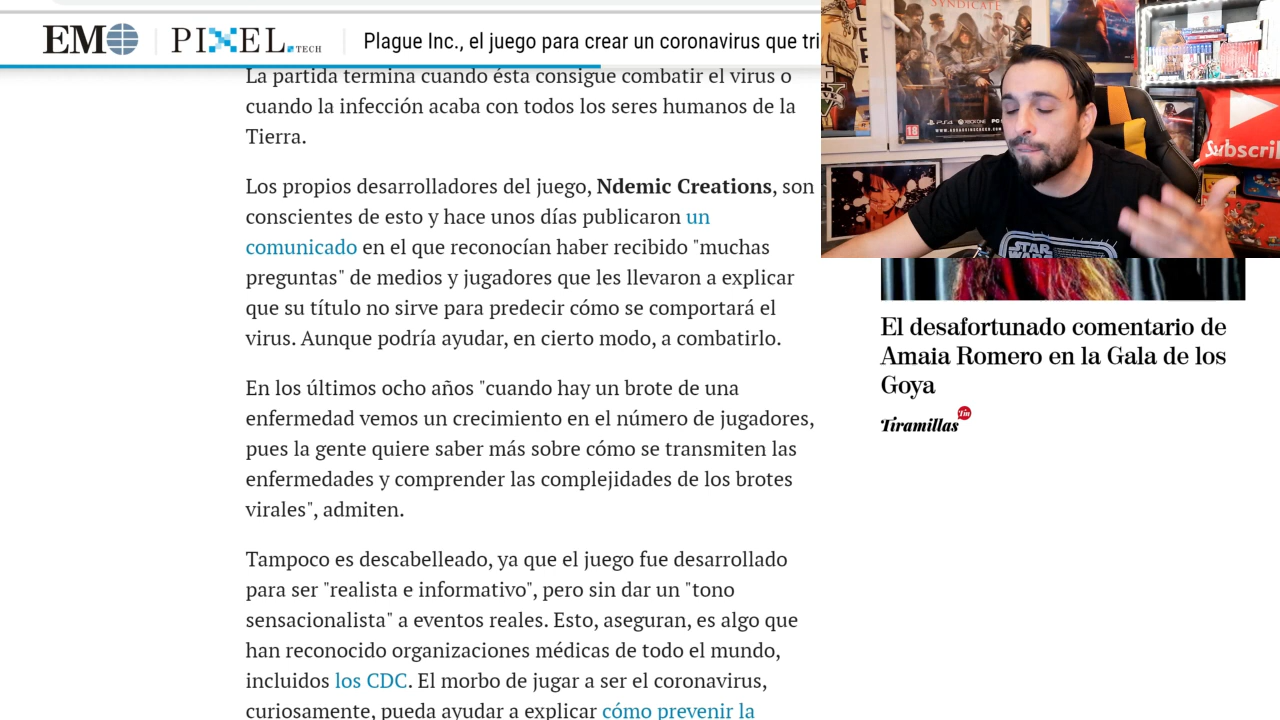 EM
PIXEL.TECH
Plague Inc., el juego para crear un coronavirus que tri
La partida termina cuando ésta consigue combatir el virus o
cuando la infección acaba con todos los seres humanos de la
Tierra.
Los propios desarrolladores del juego, Ndemic Creations, son
conscientes de esto y hace unos días publicaron un
comunicado en el que reconocían haber recibido "muchas
preguntas" de medios y jugadores que les llevaron a explicar
que su título no sirve para predecir cómo se comportará el
virus. Aunque podría ayudar, en cierto modo, a combatirlo.
En los últimos ocho años "cuando hay un brote de una
enfermedad vemos un crecimiento en el número de jugadores,
pues la gente quiere saber más sobre cómo se transmiten las
enfermedades y comprender las complejidades de los brotes
virales", admiten.
Tampoco es descabelleado, ya que el juego fue desarrollado
para ser "realista e informativo", pero sin dar un "tono
sensacionalista" a eventos reales. Esto, aseguran, es algo que
han reconocido organizaciones médicas de todo el mundo,
incluidos los CDC. El morbo de jugar a ser el coronavirus,
curiosamente, pueda ayudar a explicar cómo prevenir la
SYNDICATE
18
PS4
XBOX ONE
PC
Subscri
STAR
WARS
El desafortunado comentario de
Amaia Romero en la Gala de los
Goya
Tiramillas
Tm